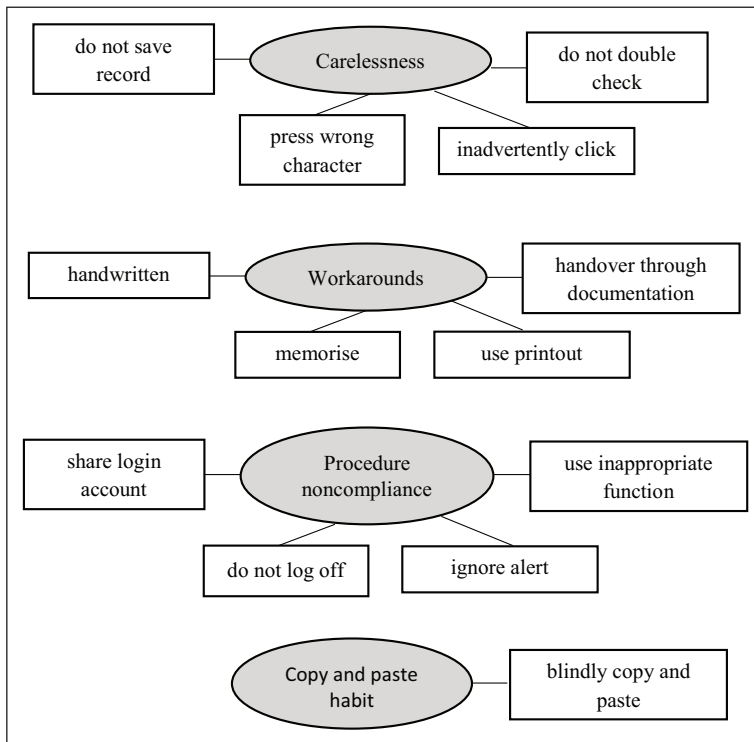 do not save
record
Carelessness
do not double
check
press wrong
character
inadvertently click
handwritten
Workarounds
handover through
documentation
memorise
use printout
share login
account
Procedure
noncompliance
use inappropriate
function
do not log off
ignore alert
Copy and paste
habit
blindly copy and
paste